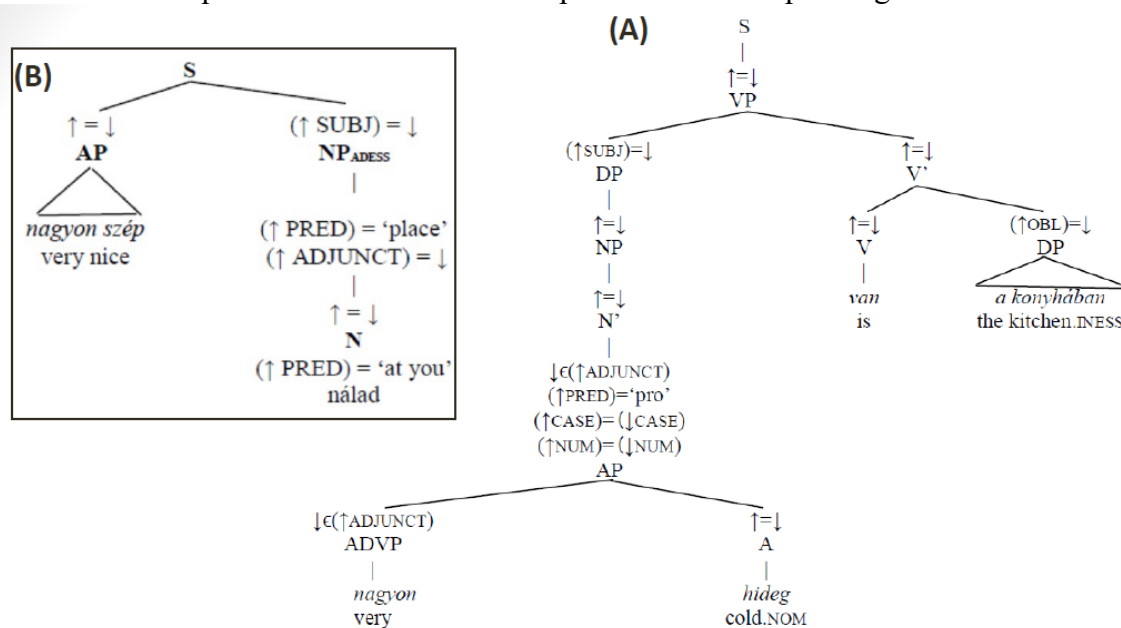 (A)
S
↑=↓
VP
(↑SUBJ)=↓
DP
↑=↓
V'
↑=↓
NP
↑=↓
V
(↑OBL)=↓
DP
van
is
a konyhában
the kitchen.INESS
↑=↓
N'
↓ϵ(↑ADJUNCT)
(↑PRED)='pro'
(↑CASE)=(↓CASE)
(↑NUM)=(↓NUM)
AP
↓ϵ(↑ADJUNCT)
ADVP
nagyon
very
↑=↓
A
hideg
cold.NOM
(B)
S
↑ = ↓
AP
nagyon szép
very nice
(↑ SUBJ) = ↓
NPADESS
(↑ PRED) = 'place'
(↑ ADJUNCT) = ↓
↑ = ↓
N
(↑ PRED) = 'at you'
nálad